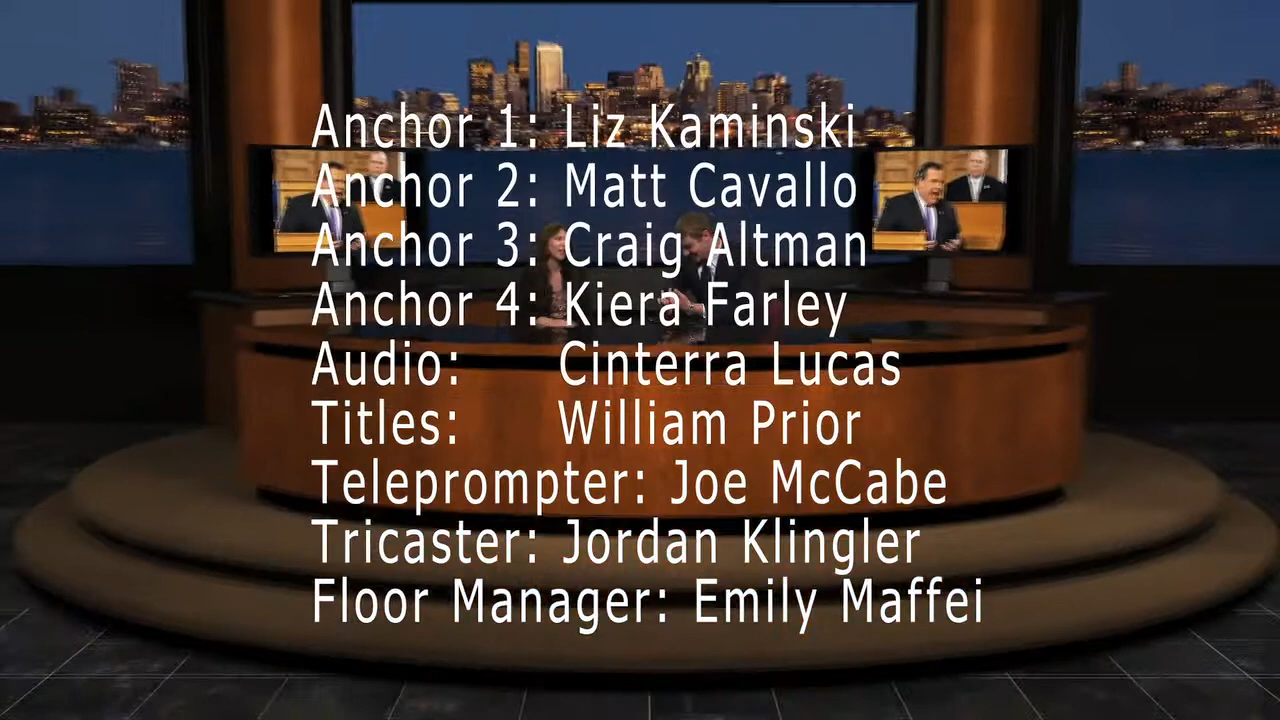 Anchor 1: Liz Kaminski
Anchor 2: Matt Cavallo
Anchor 3: Craig Altman
Anchor 4: Kiera Farley
Audio: Cinterra Lucas
Titles: William Prior
Teleprompter: Joe McCabe
Tricaster: Jordan Klingler
Floor Manager: Emily Maffei